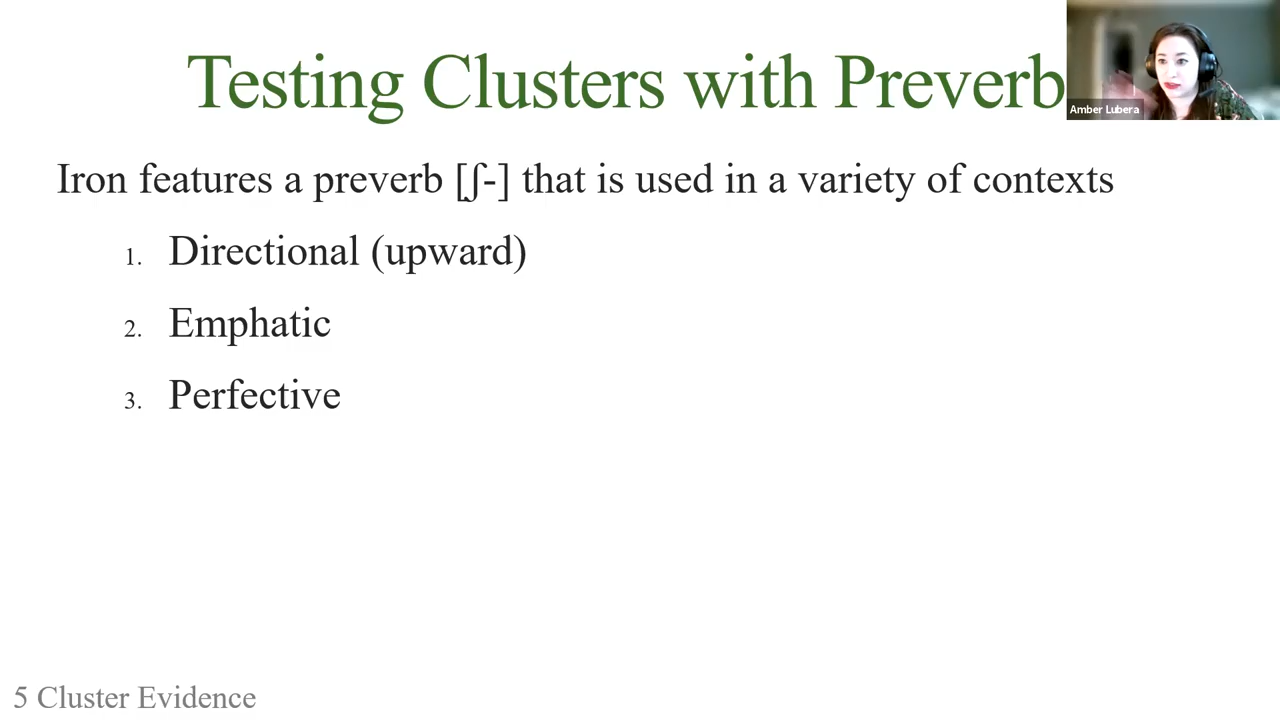 Testing Clusters with Preverb
Amber Lubera
Iron features a preverb [ʃ-] that is used in a variety of contexts
1. Directional (upward)
2. Emphatic
3. Perfective
5 Cluster Evidence